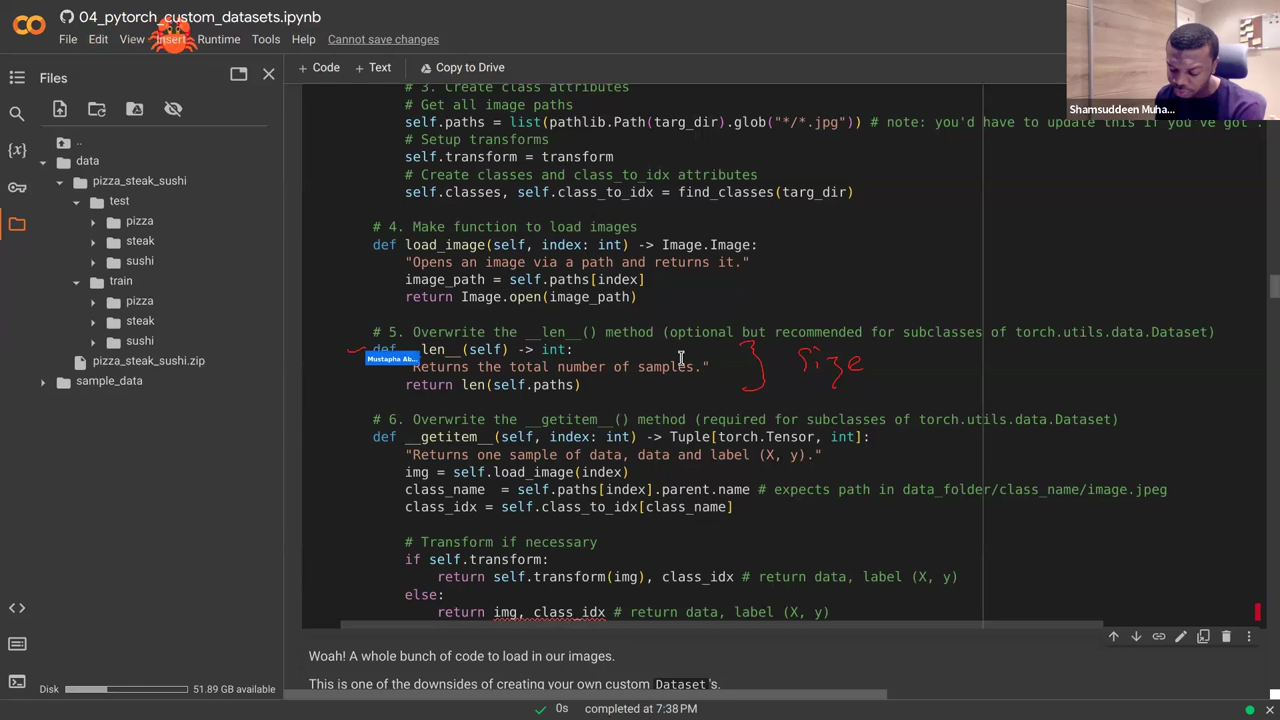 04_pytorch_custom_datasets.ipynb
File Edit View Insert Runtime Tools Help Cannot save changes
Files
+ Code + Text Copy to Drive
..
data
pizza_steak_sushi
test
pizza
steak
sushi
train
pizza
steak
sushi
pizza_steak_sushi.zip
sample_data
Disk 51.89 GB available
# 3. Create class attributes
# Get all image paths
self.paths = list(pathlib.Path(targ_dir).glob("*/*.jpg")) # note: you'd have to update this if you've got .
# Setup transforms
self.transform = transform
# Create classes and class_to_idx attributes
self.classes, self.class_to_idx = find_classes(targ_dir)
# 4. Make function to load images
def load_image(self, index: int) -> Image.Image:
"Opens an image via a path and returns it."
image_path = self.paths[index]
return Image.open(image_path)
# 5. Overwrite the __len__() method (optional but recommended for subclasses of torch.utils.data.Dataset)
def __len__(self) -> int:
Mustapha Ab...
"Returns the total number of samples."
return len(self.paths)
size
# 6. Overwrite the __getitem__() method (required for subclasses of torch.utils.data.Dataset)
def __getitem__(self, index: int) -> Tuple[torch.Tensor, int]:
"Returns one sample of data, data and label (X, y)."
img = self.load_image(index)
class_name = self.paths[index].parent.name # expects path in data_folder/class_name/image.jpeg
class_idx = self.class_to_idx[class_name]
# Transform if necessary
if self.transform:
return self.transform(img), class_idx # return data, label (X, y)
else:
return img, class_idx # return data, label (X, y)
Woah! A whole bunch of code to load in our images.
This is one of the downsides of creating your own custom Dataset's.
0s completed at 7:38 PM
Shamsuddeen Muha...